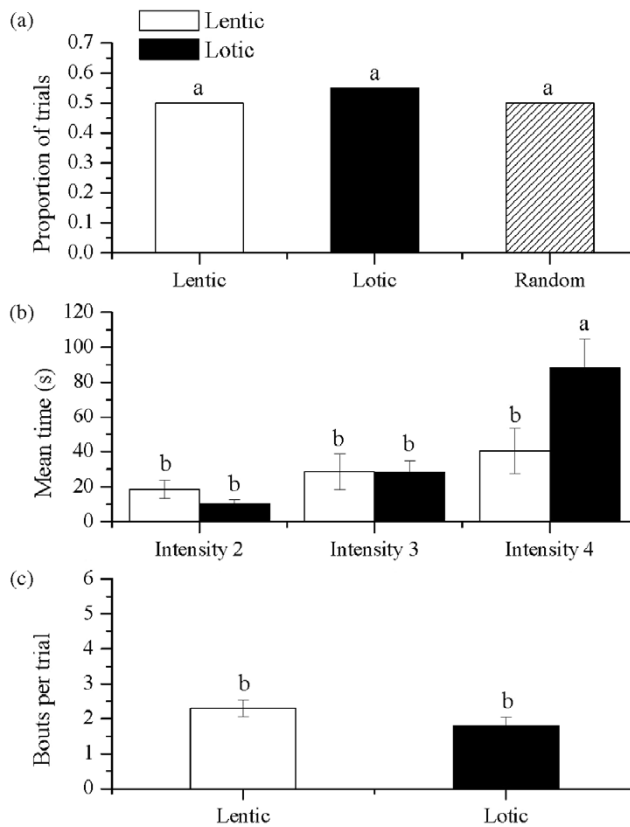 (a)
Lentic
Lotic
0.7
0.6
0.5
0.4
0.3
0.2
0.1
0.0
Proportion of trials
a a a
Lentic Lotic Random
(b)
120
100
80
60
40
20
0
Mean time (s)
b b b b b a
Intensity 2 Intensity 3 Intensity 4
(c)
6
5
4
3
2
1
0
Bouts per trial
b b
Lentic Lotic